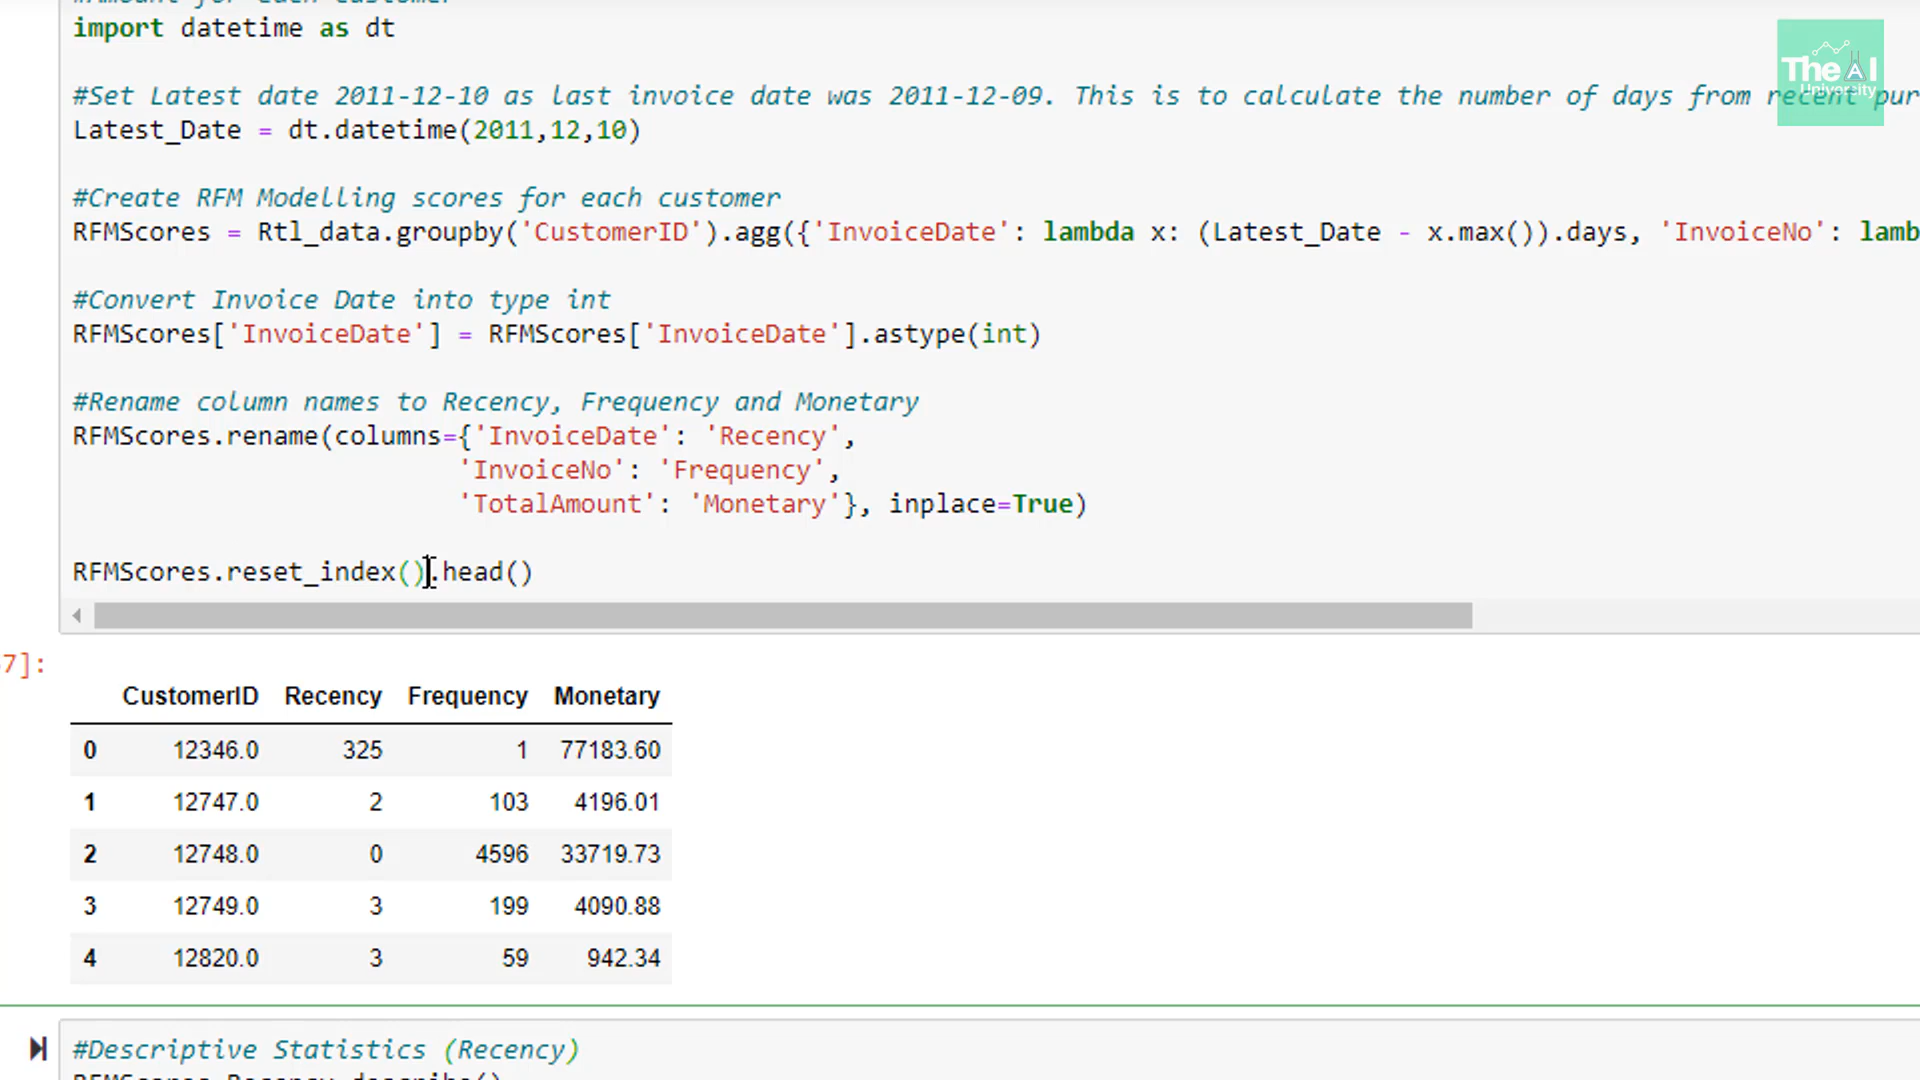 #Amount for each customer
import datetime as dt
#Set Latest date 2011-12-10 as last invoice date was 2011-12-09. This is to calculate the number of days from recent pur
Latest_Date = dt.datetime(2011,12,10)
#Create RFM Modelling scores for each customer
RFMScores = Rtl_data.groupby('CustomerID').agg({'InvoiceDate': lambda x: (Latest_Date - x.max()).days, 'InvoiceNo': lamb
#Convert Invoice Date into type int
RFMScores['InvoiceDate'] = RFMScores['InvoiceDate'].astype(int)
#Rename column names to Recency, Frequency and Monetary
RFMScores.rename(columns={'InvoiceDate': 'Recency',
'InvoiceNo': 'Frequency',
'TotalAmount': 'Monetary'}, inplace=True)
RFMScores.reset_index().head()
7]:
CustomerID Recency Frequency Monetary
0 12346.0 325 1 77183.60
1 12747.0 2 103 4196.01
2 12748.0 0 4596 33719.73
3 12749.0 3 199 4090.88
4 12820.0 3 59 942.34
#Descriptive Statistics (Recency)
RFMScores.Recency.describe()
The AI
University